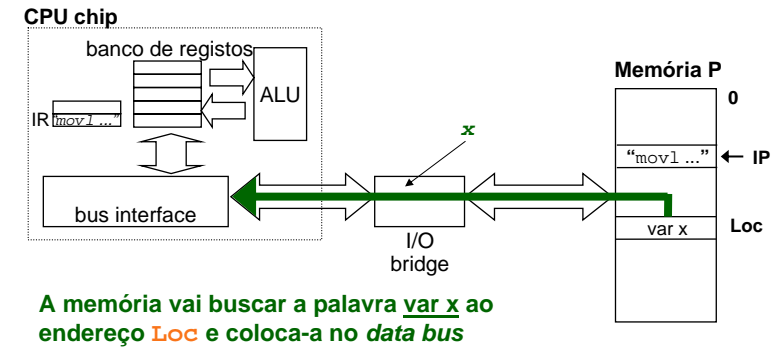 CPU chip
banco de registos
ALU
IR "movl ..."
bus interface
x
I/O
bridge
Memória P
0
"movl ..." ← IP
var x Loc
A memória vai buscar a palavra var x ao
endereço Loc e coloca-a no data bus